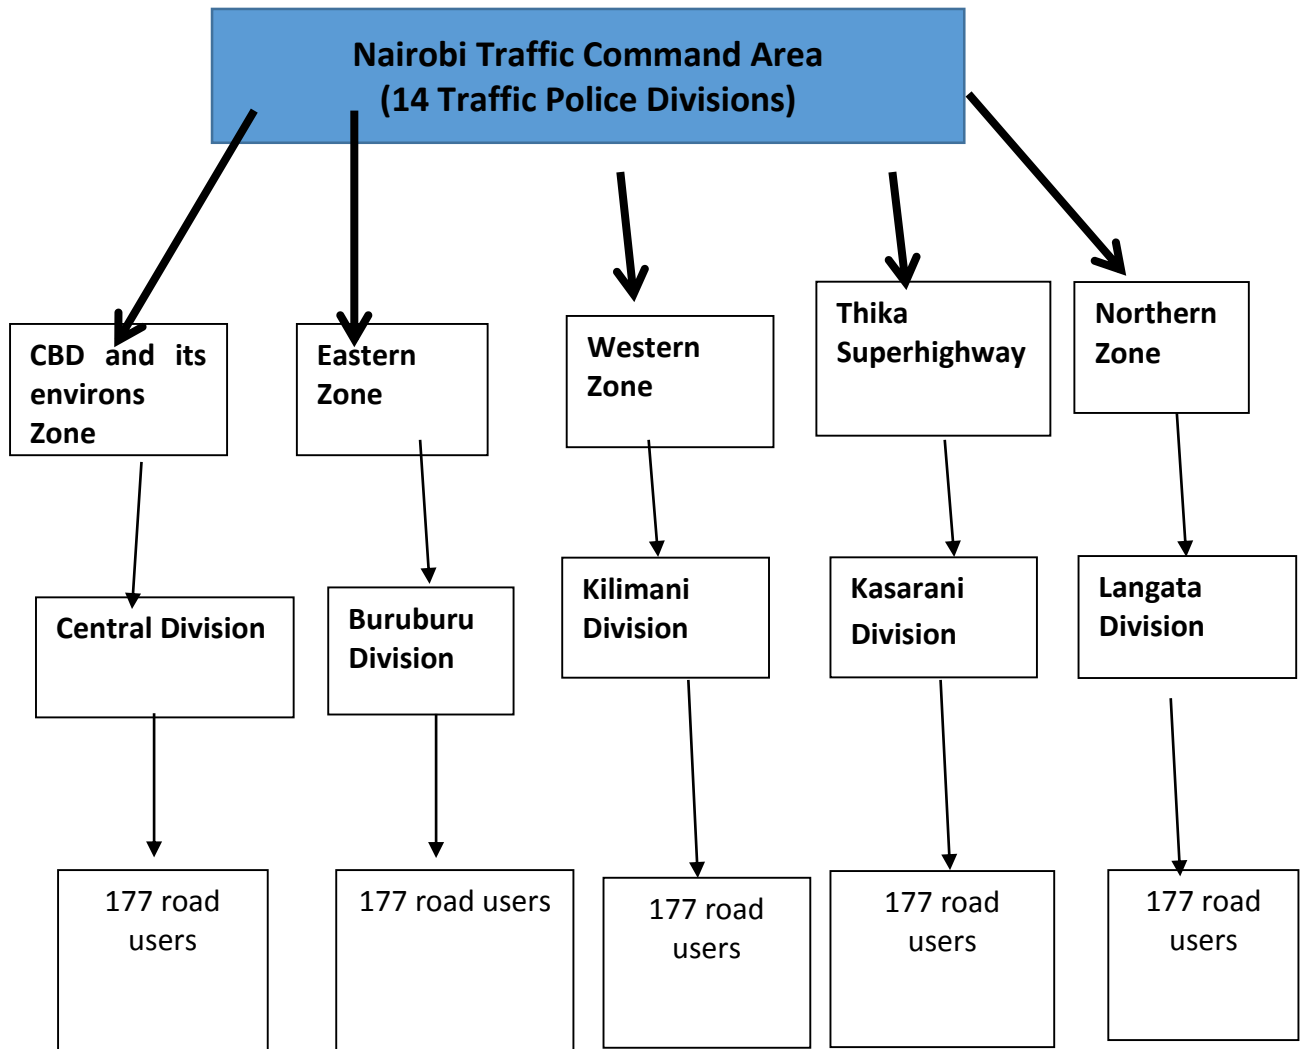 Nairobi Traffic Command Area
(14 Traffic Police Divisions)
CBD and its
environs
Zone
Eastern
Zone
Western
Zone
Thika
Superhighway
Northern
Zone
Central Division
Buruburu
Division
Kilimani
Division
Kasarani
Division
Langata
Division
177 road
users
177 road users
177 road
users
177 road
users
177 road
users